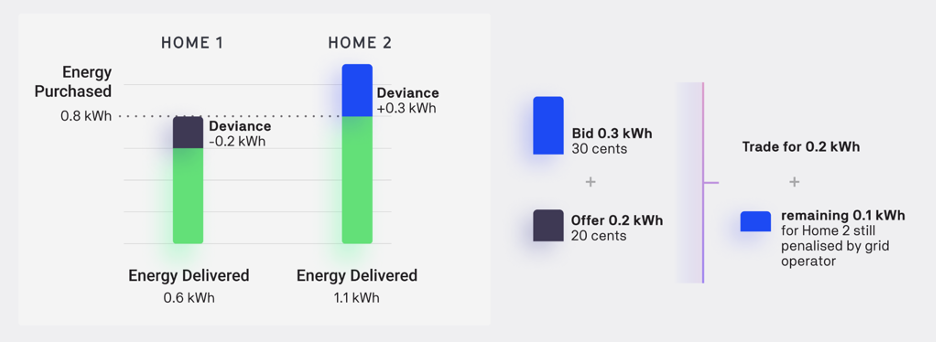 HOME 1
HOME 2
Energy
Purchased
0.8 kWh
Deviance
-0.2 kWh
Deviance
+0.3 kWh
Energy Delivered
0.6 kWh
Energy Delivered
1.1 kWh
Bid 0.3 kWh
30 cents
+
Offer 0.2 kWh
20 cents
Trade for 0.2 kWh
+
remaining 0.1 kWh
for Home 2 still
penalised by grid
operator